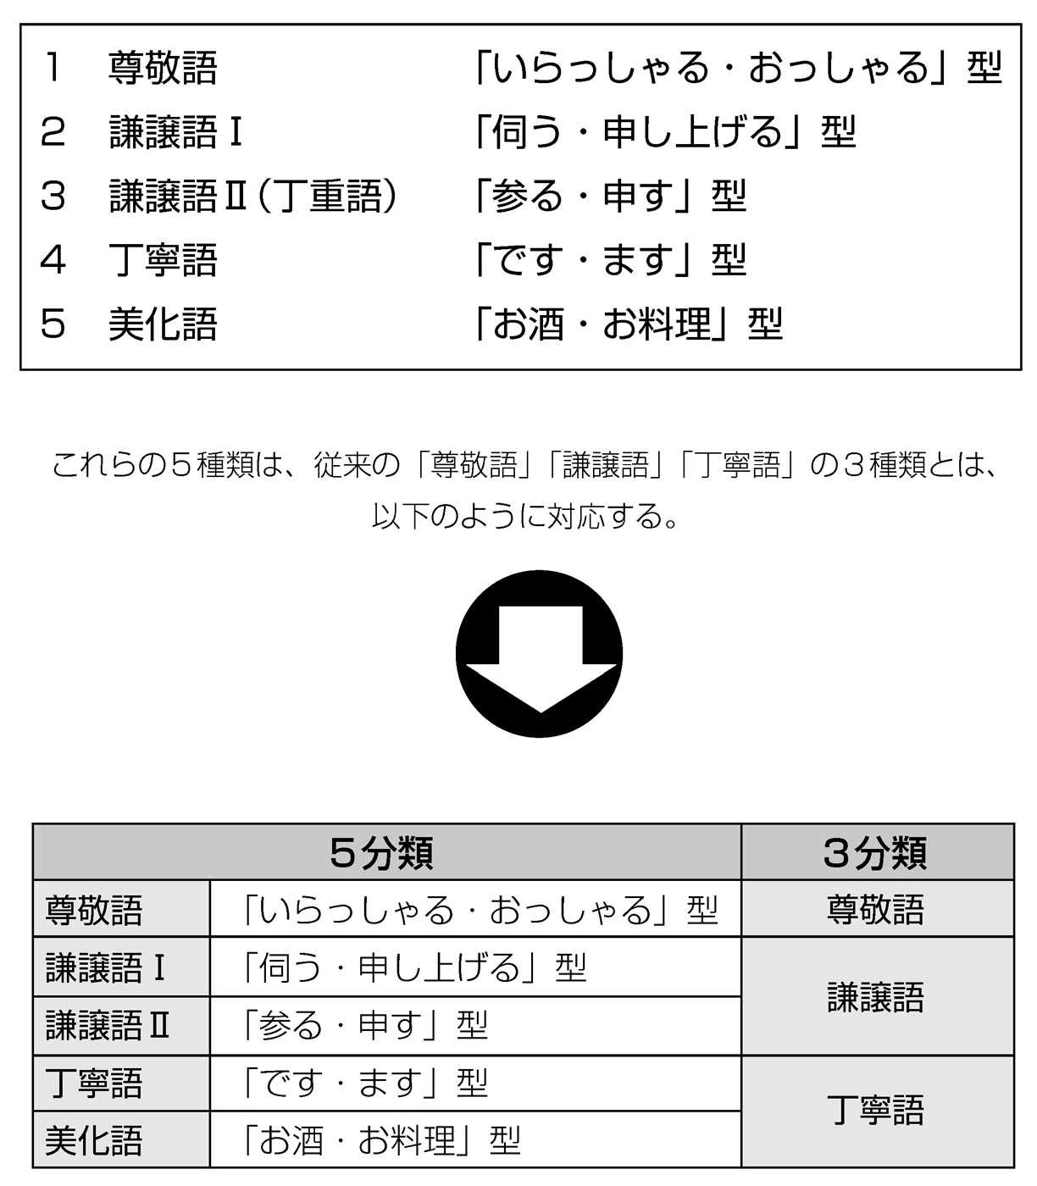 1 尊敬語 「いらっしゃる・おっしゃる」型
2 謙譲語Ⅰ 「伺う・申し上げる」型
3 謙譲語Ⅱ(丁重語) 「参る・申す」型
4 丁寧語 「です・ます」型
5 美化語 「お酒・お料理」型
これらの5種類は、従来の「尊敬語」「謙譲語」「丁寧語」の3種類とは、
以下のように対応する。
5分類 3分類
尊敬語 「いらっしゃる・おっしゃる」型 尊敬語
謙譲語Ⅰ 「伺う・申し上げる」型
謙譲語
謙譲語Ⅱ 「参る・申す」型
丁寧語 「です・ます」型
丁寧語
美化語 「お酒・お料理」型